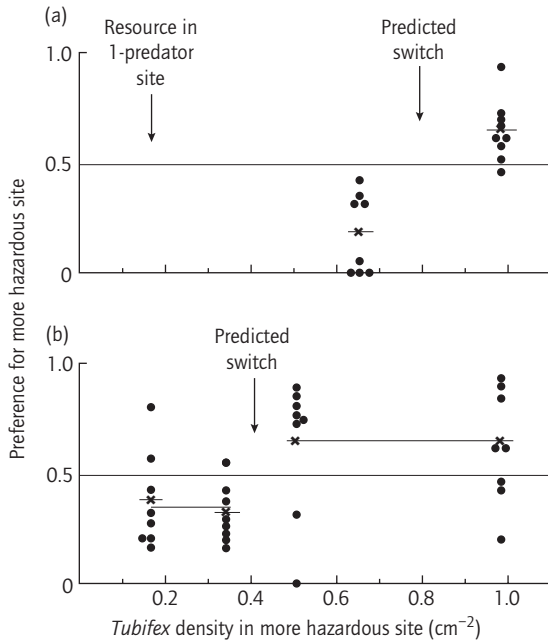 (a)
Resource in
1-predator
site
Predicted
switch
1.0
0.5
0
(b)
Predicted
switch
1.0
0.5
0
0.2
0.4
0.6
0.8
1.0
Preference for more hazardous site
Tubifex density in more hazardous site (cm⁻²)